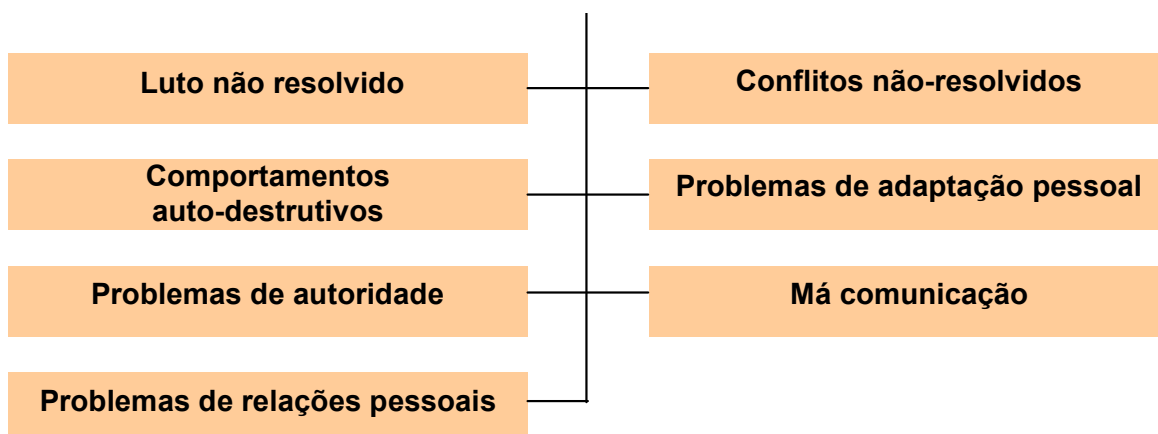 Luto não resolvido
Conflitos não-resolvidos
Comportamentos
auto-destrutivos
Problemas de adaptação pessoal
Problemas de autoridade
Má comunicação
Problemas de relações pessoais